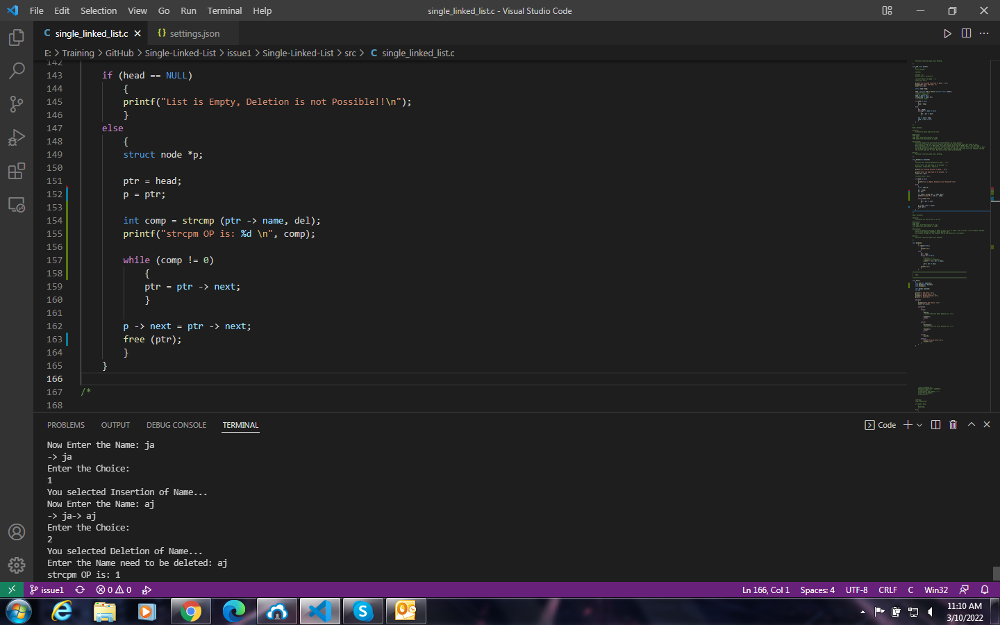 File Edit Selection View Go Run Terminal Help single_linked_list.c - Visual Studio Code
C single_linked_list.c {} settings.json
E: > Training > GitHub > Single-Linked-List > issue1 > Single-Linked-List > src > C single_linked_list.c
142
143 if (head == NULL)
144 {
145 printf("List is Empty, Deletion is not Possible!!\n");
146 }
147 else
148 {
149 struct node *p;
150
151 ptr = head;
152 p = ptr;
153
154 int comp = strcmp (ptr -> name, del);
155 printf("strcpm OP is: %d \n", comp);
156
157 while (comp != 0)
158 {
159 ptr = ptr -> next;
160 }
161
162 p -> next = ptr -> next;
163 free (ptr);
164 }
165 }
166
167 /*
168
PROBLEMS OUTPUT DEBUG CONSOLE TERMINAL Code
Now Enter the Name: ja
-> ja
Enter the Choice:
1
You selected Insertion of Name...
Now Enter the Name: aj
-> ja-> aj
Enter the Choice:
2
You selected Deletion of Name...
Enter the Name need to be deleted: aj
strcpm OP is: 1
issue1 0 0 Ln 166, Col 1 Spaces: 4 UTF-8 CRLF C Win32
11:10 AM
3/10/2022